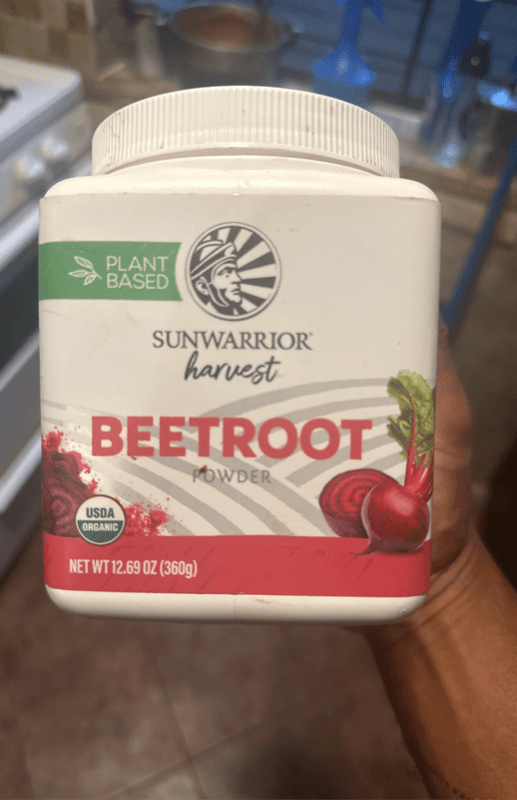 PLANT
BASED
SUNWARRIOR®
harvest
BEETROOT
POWDER
USDA
ORGANIC
NET WT 12.69 OZ (360g)